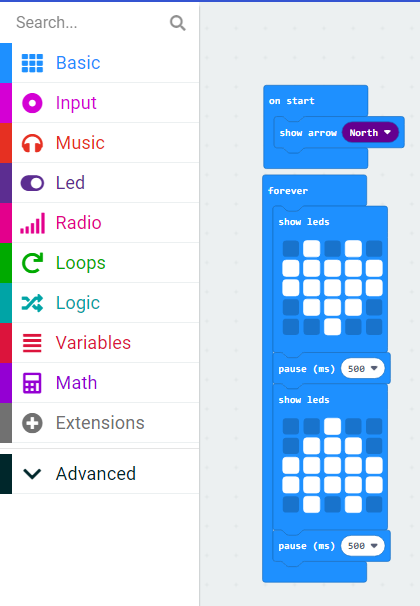 Search...
Basic
Input
Music
Led
Radio
Loops
Logic
Variables
Math
Extensions
Advanced
on start
show arrow North
forever
show leds
pause (ms) 500
show leds
pause (ms) 500